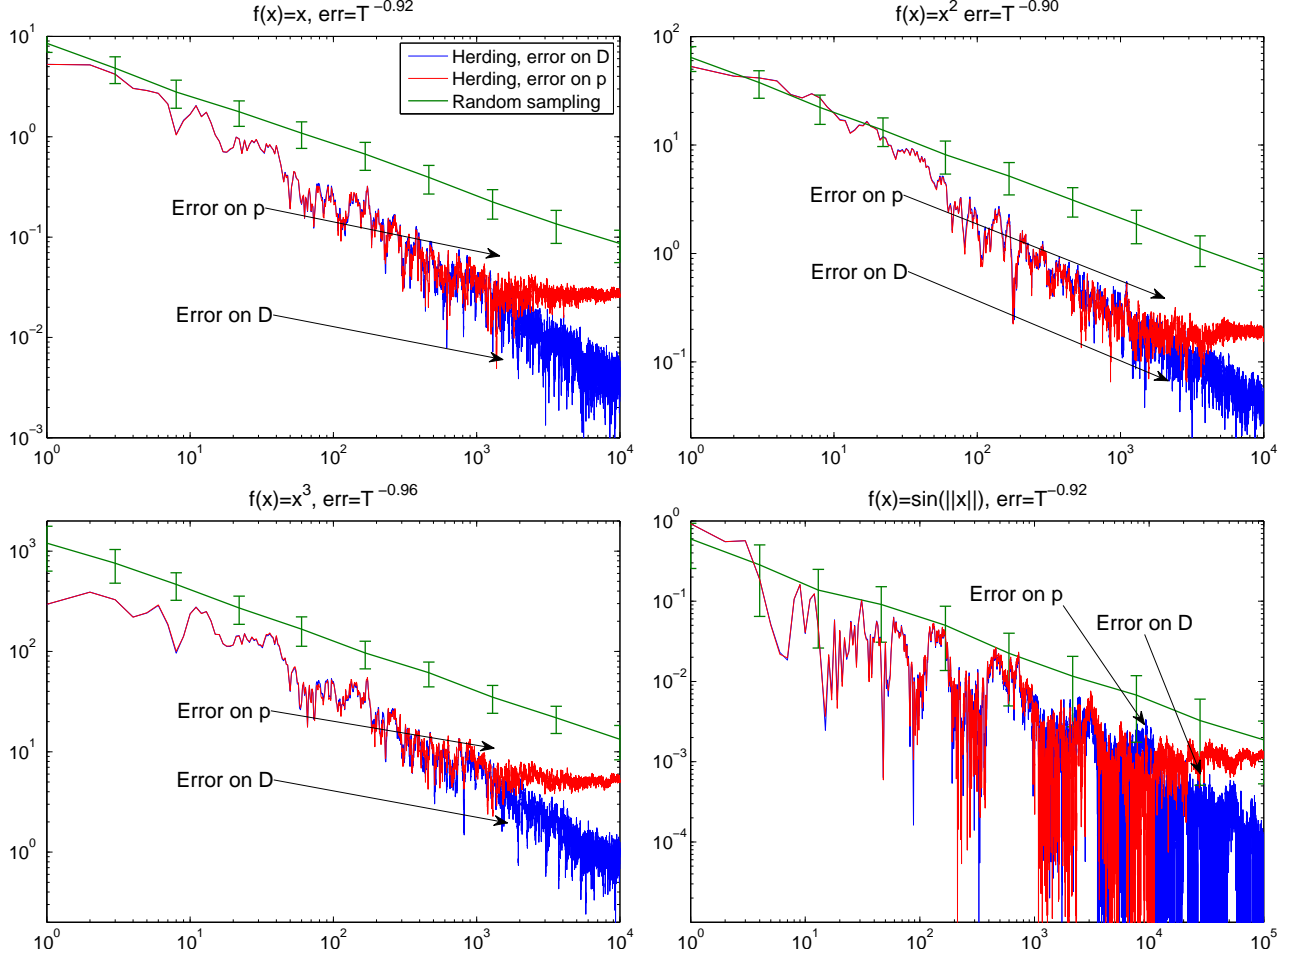 f(x)=x, err=T^-0.92
10^1
10^0
10^-1
10^-2
10^-3
10^0 10^1 10^2 10^3 10^4
Herding, error on D
Herding, error on p
Random sampling
Error on p
Error on D
f(x)=x^2 err=T^-0.90
10^2
10^1
10^0
10^-1
10^0 10^1 10^2 10^3 10^4
Error on p
Error on D
f(x)=x^3, err=T^-0.96
10^3
10^2
10^1
10^0
10^0 10^1 10^2 10^3 10^4
Error on p
Error on D
f(x)=sin(||x||), err=T^-0.92
10^0
10^-1
10^-2
10^-3
10^-4
10^0 10^1 10^2 10^3 10^4 10^5
Error on p
Error on D